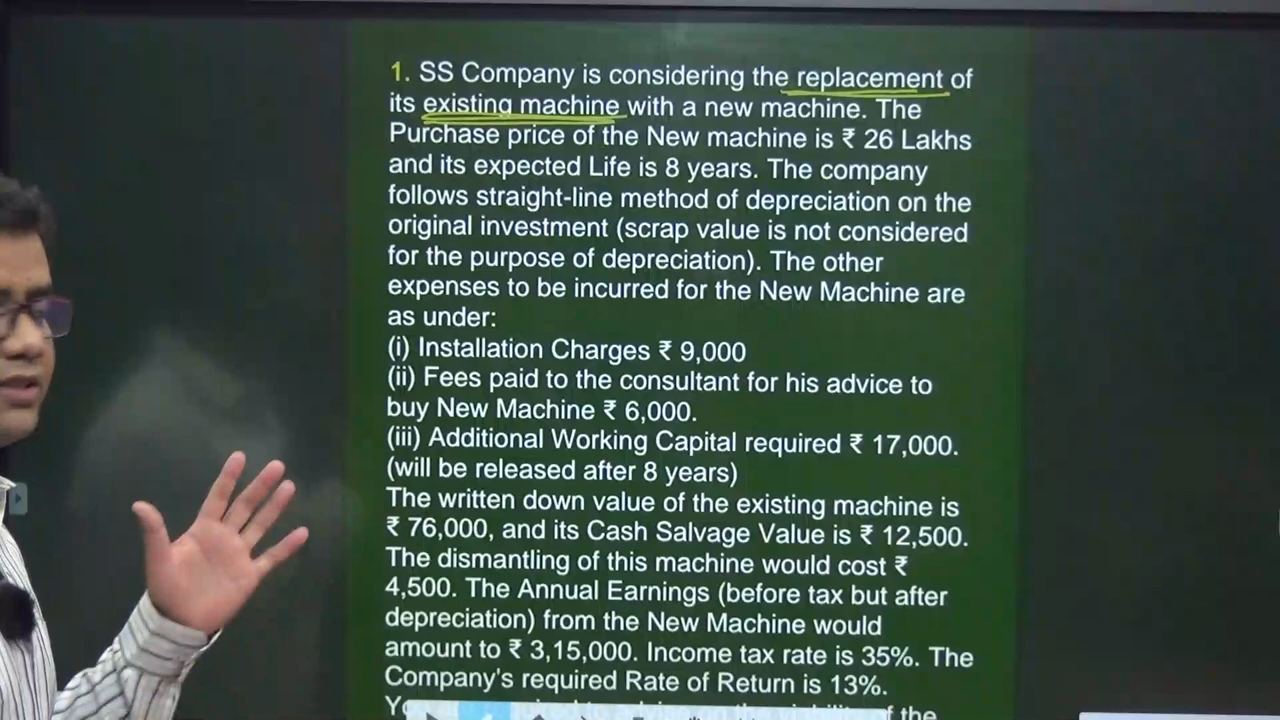 1. SS Company is considering the replacement of
its existing machine with a new machine. The
Purchase price of the New machine is ₹ 26 Lakhs
and its expected Life is 8 years. The company
follows straight-line method of depreciation on the
original investment (scrap value is not considered
for the purpose of depreciation). The other
expenses to be incurred for the New Machine are
as under:
(i) Installation Charges ₹ 9,000
(ii) Fees paid to the consultant for his advice to
buy New Machine ₹ 6,000.
(iii) Additional Working Capital required ₹ 17,000.
(will be released after 8 years)
The written down value of the existing machine is
₹ 76,000, and its Cash Salvage Value is ₹ 12,500.
The dismantling of this machine would cost ₹
4,500. The Annual Earnings (before tax but after
depreciation) from the New Machine would
amount to ₹ 3,15,000. Income tax rate is 35%. The
Company's required Rate of Return is 13%.
the